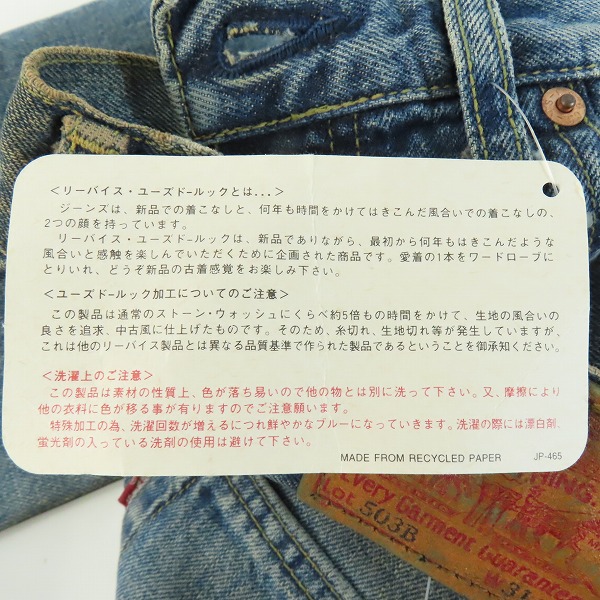 ＜リーバイス・ユーズドールックとは...＞
ジーンズは、新品での着こなしと、何年も時間をかけてはきこんだ風合いでの着こなしの、
2つの顔を持っています。
リーバイス・ユーズドールックは、新品でありながら、最初から何年もはきこんだような
風合いと感触を楽しんでいただくために企画された商品です。愛着の1本をワードローブに
とりいれ、どうぞ新品の古着感覚をお楽しみ下さい。
＜ユーズドールック加工についてのご注意＞
この製品は通常のストーン・ウォッシュにくらべ約5倍もの時間をかけて、生地の風合いの
良さを追求、中古風に仕上げたものです。そのため、糸切れ、生地切れ等が発生していますが、
これは他のリーバイス製品とは異なる品質基準で作られた製品であるということを御承知ください。
＜洗濯上のご注意＞
この製品は素材の性質上、色が落ち易いので他の物とは別に洗って下さい。又、摩擦により
他の衣料に色が移る事が有りますのでご注意願います。
特殊加工の為、洗濯回数が増えるにつれ鮮やかなブルーになっていきます。洗濯の際には漂白剤、
蛍光剤の入っている洗剤の使用は避けて下さい。
MADE FROM RECYCLED PAPER JP-465
Every Garment Guaranteed
Lot 503B
W 31